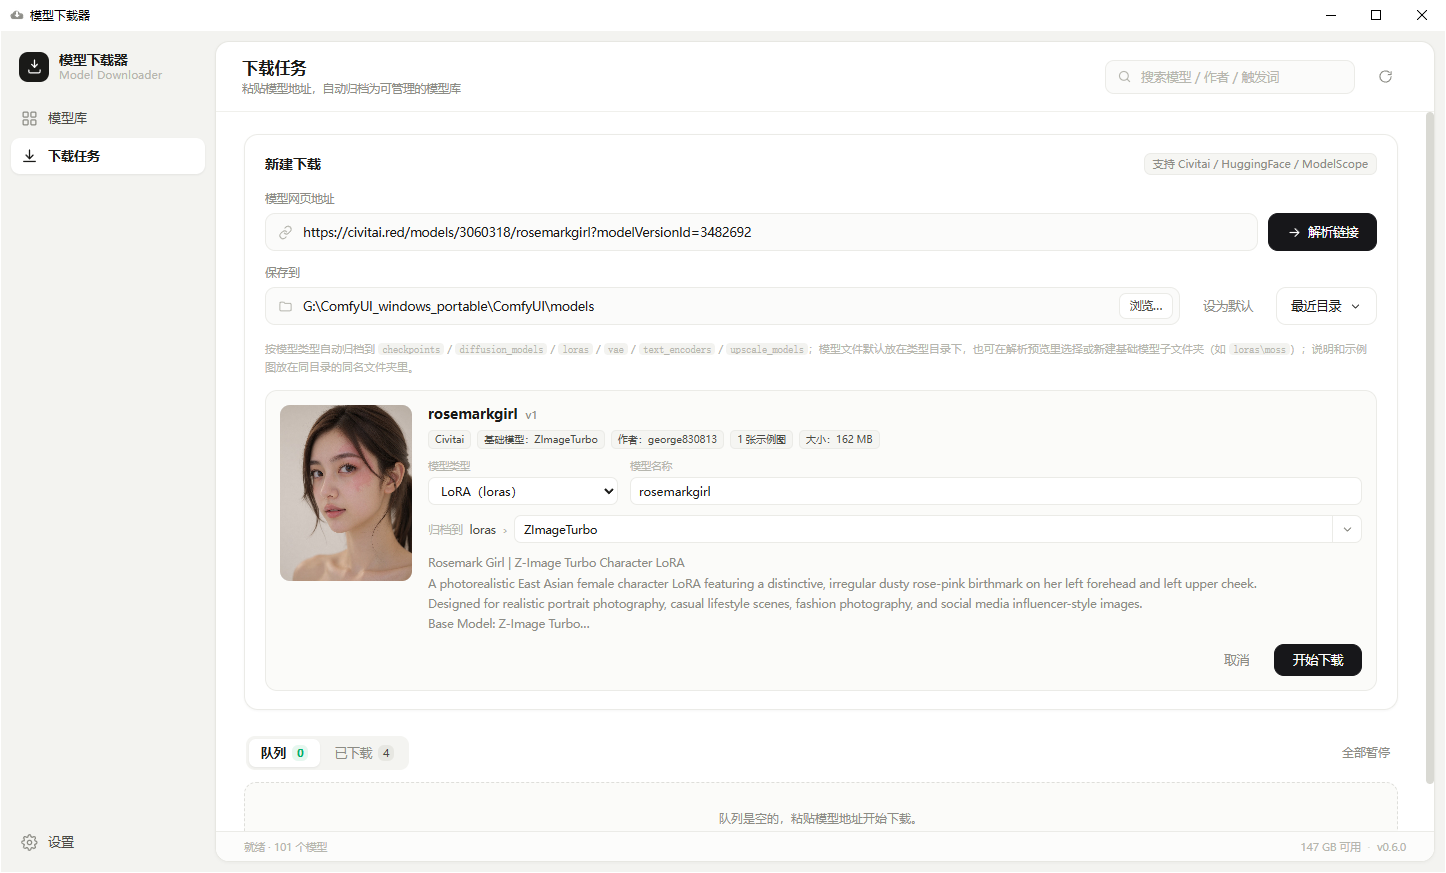 模型下载器
模型下载器
Model Downloader
模型库
下载任务
设置
下载任务
粘贴模型地址，自动归档为可管理的模型库
搜索模型 / 作者 / 触发词
新建下载
支持 Civitai / HuggingFace / ModelScope
模型网页地址
https://civitai.red/models/3060318/rosemarkgirl?modelVersionId=3482692
解析链接
保存到
G:\ComfyUI_windows_portable\ComfyUI\models
浏览...
设为默认
最近目录
按模型类型自动归档到 checkpoints / diffusion_models / loras / vae / text_encoders / upscale_models；模型文件默认放在类型目录下，也可在解析预览里选择或新建基础模型子文件夹（如 loras\moss）；说明和示例
图放在同目录的同名文件夹里。
rosemarkgirl v1
Civitai
基础模型：ZImageTurbo
作者：george830813
1 张示例图
大小：162 MB
模型类型
模型名称
LoRA（loras）
rosemarkgirl
归档到 loras › ZImageTurbo
Rosemark Girl | Z-Image Turbo Character LoRA
A photorealistic East Asian female character LoRA featuring a distinctive, irregular dusty rose-pink birthmark on her left forehead and left upper cheek.
Designed for realistic portrait photography, casual lifestyle scenes, fashion photography, and social media influencer-style images.
Base Model: Z-Image Turbo...
取消
开始下载
队列 0
已下载 4
全部暂停
队列是空的，粘贴模型地址开始下载。
就绪 · 101 个模型
147 GB 可用 · v0.6.0